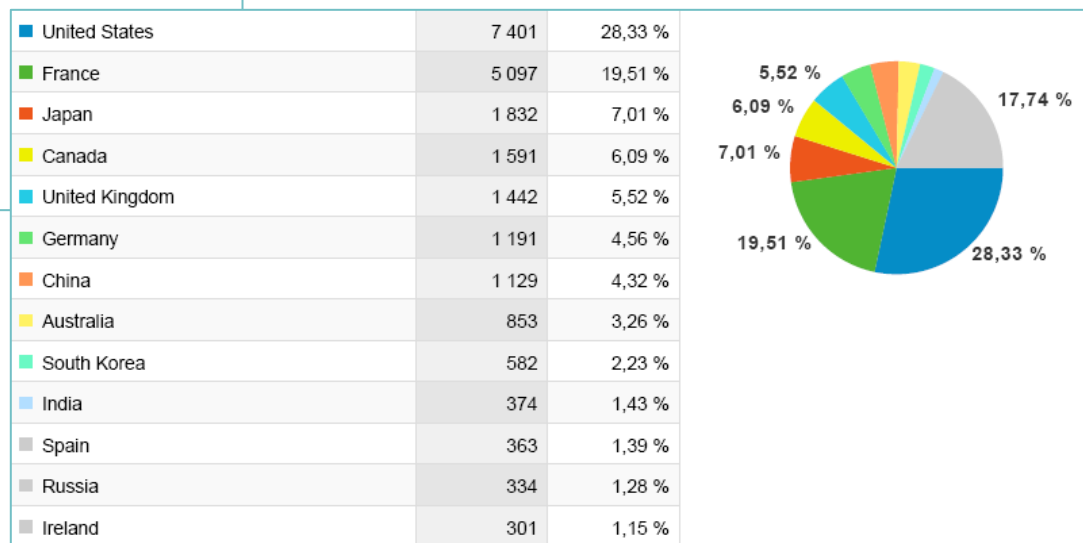 United States 7 401 28,33 %
France 5 097 19,51 %
Japan 1 832 7,01 %
Canada 1 591 6,09 %
United Kingdom 1 442 5,52 %
Germany 1 191 4,56 %
China 1 129 4,32 %
Australia 853 3,26 %
South Korea 582 2,23 %
India 374 1,43 %
Spain 363 1,39 %
Russia 334 1,28 %
Ireland 301 1,15 %
5,52 %
17,74 %
6,09 %
7,01 %
19,51 %
28,33 %